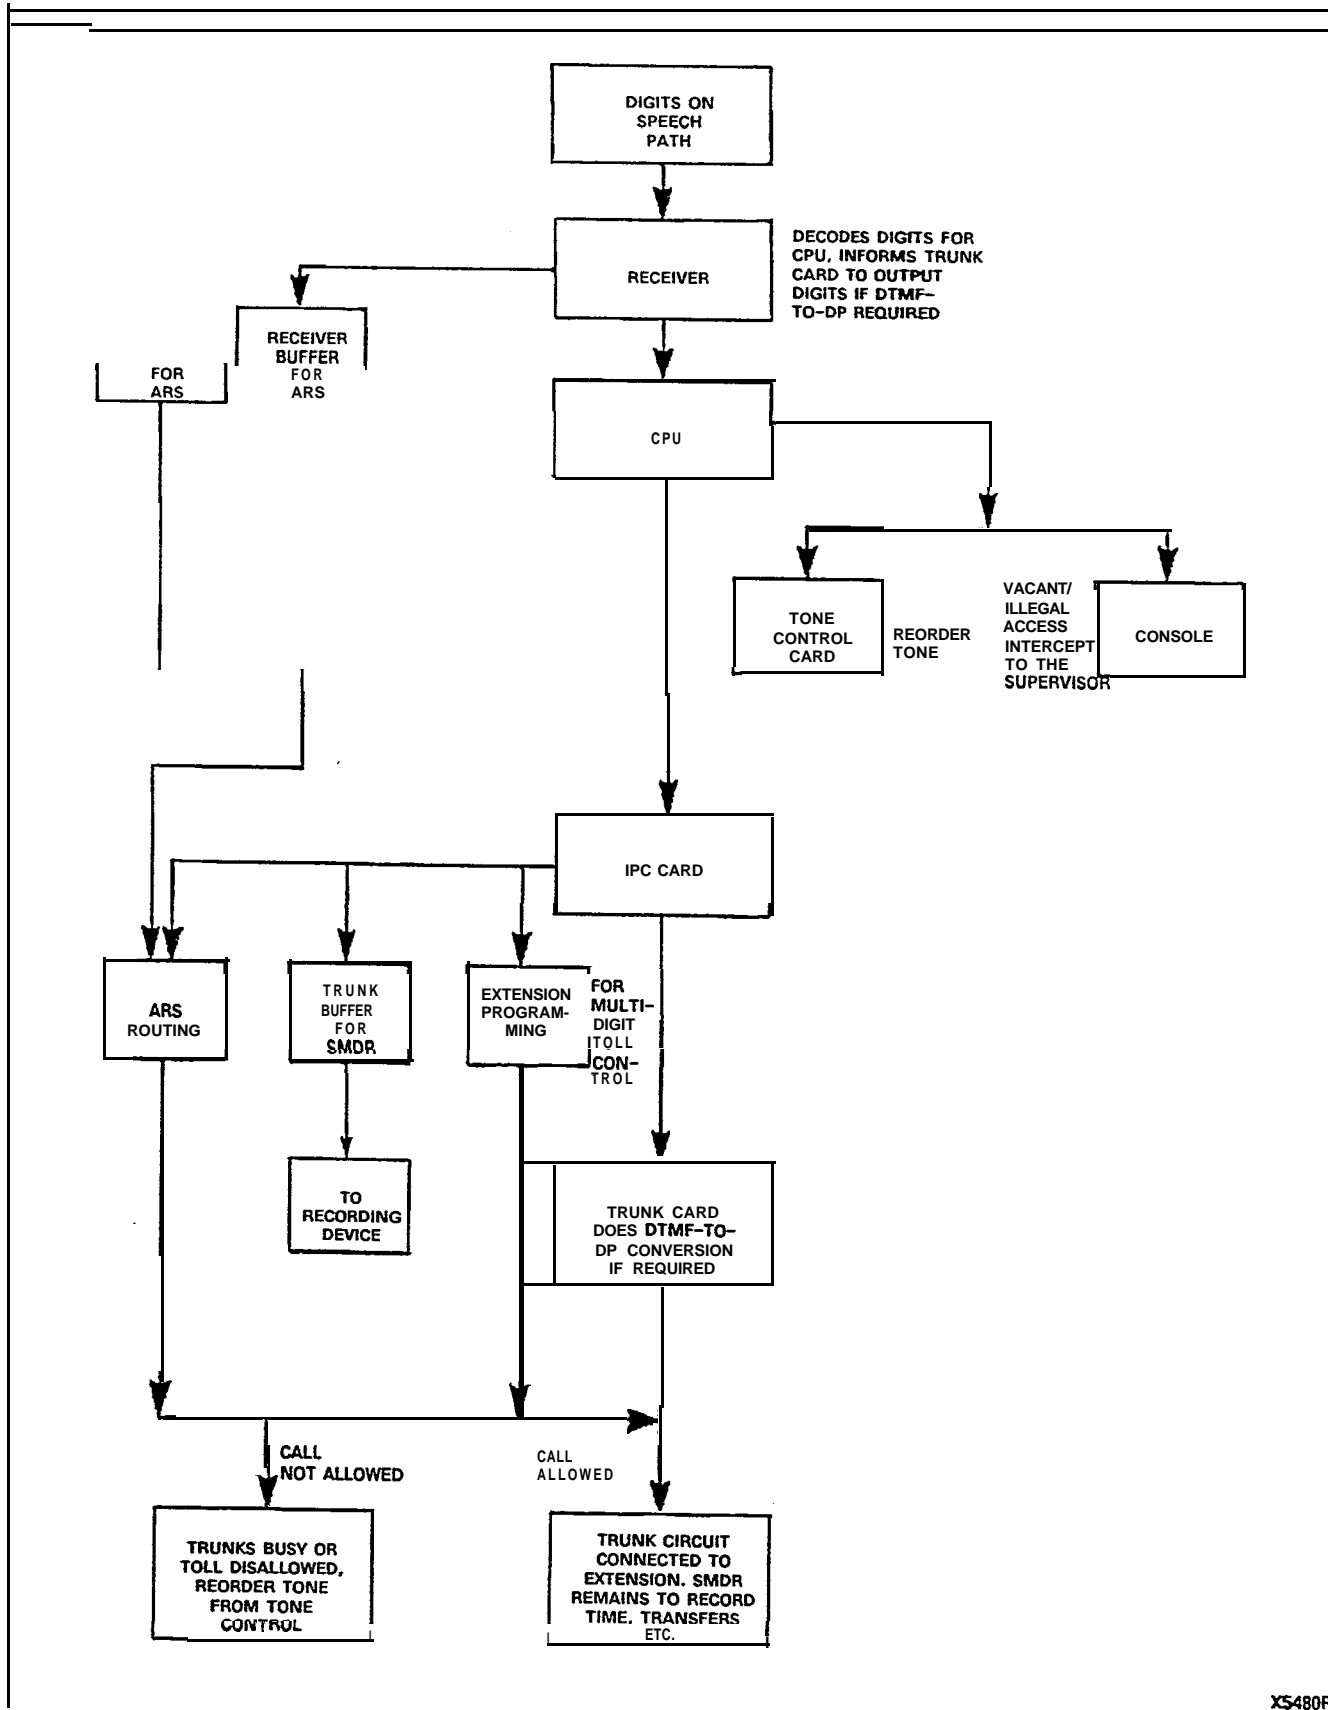 DIGITS ON
SPEECH
PATH
RECEIVER
DECODES DIGITS FOR
CPU, INFORMS TRUNK
CARD TO OUTPUT
DIGITS IF DTMF-
TO-DP REQUIRED
RECEIVER
BUFFER
FOR
ARS
FOR
ARS
CPU
TONE
CONTROL
CARD
REORDER
TONE
VACANT/
ILLEGAL
ACCESS
INTERCEPT
TO THE
SUPERVISOR
CONSOLE
IPC CARD
ARS
ROUTING
TRUNK
BUFFER
FOR
SMDR
EXTENSION
PROGRAM-
MING
FOR
MULTI-
DIGIT
TOLL
CON-
TROL
TO
RECORDING
DEVICE
TRUNK CARD
DOES DTMF-TO-
DP CONVERSION
IF REQUIRED
CALL
NOT ALLOWED
CALL
ALLOWED
TRUNKS BUSY OR
TOLL DISALLOWED,
REORDER TONE
FROM TONE
CONTROL
TRUNK CIRCUIT
CONNECTED TO
EXTENSION. SMDR
REMAINS TO RECORD
TIME, TRANSFERS
ETC.
X5480R